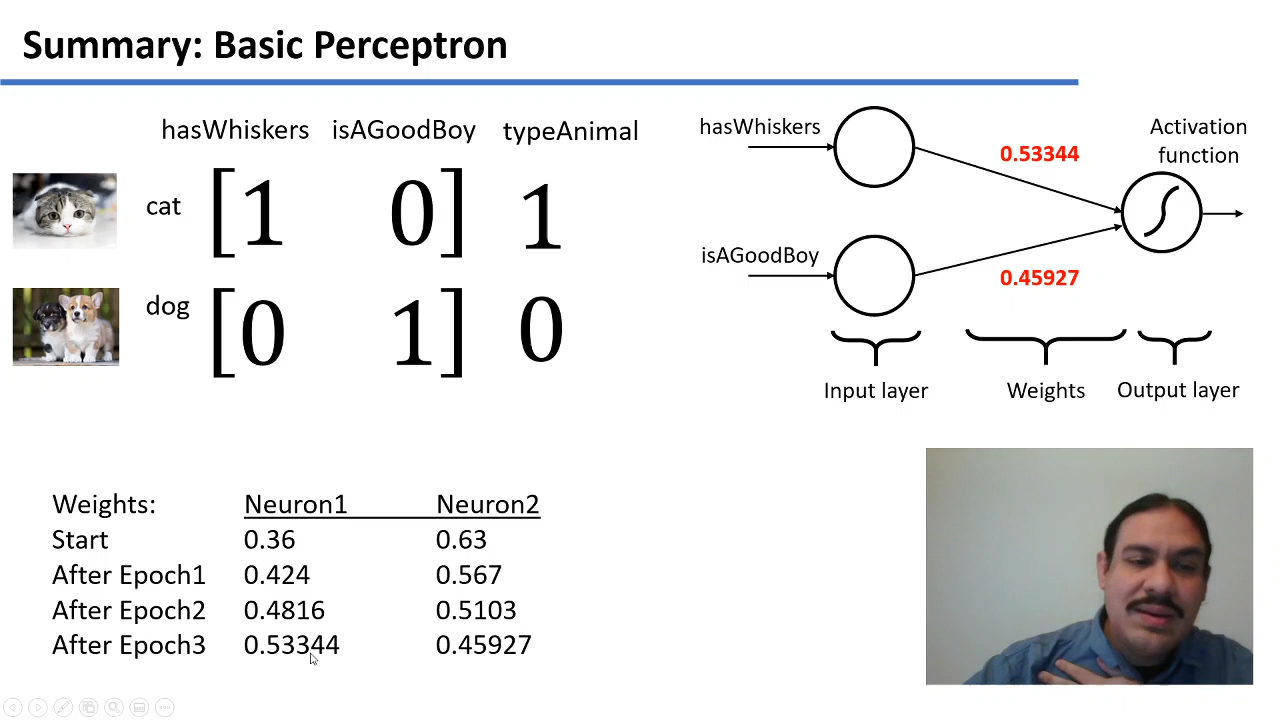 Summary: Basic Perceptron
hasWhiskers isAGoodBoy typeAnimal
cat [1 0] 1
dog [0 1] 0
hasWhiskers
isAGoodBoy
0.53344
0.45927
Activation
function
Input layer
Weights
Output layer
Weights: Neuron1 Neuron2
Start 0.36 0.63
After Epoch1 0.424 0.567
After Epoch2 0.4816 0.5103
After Epoch3 0.53344 0.45927